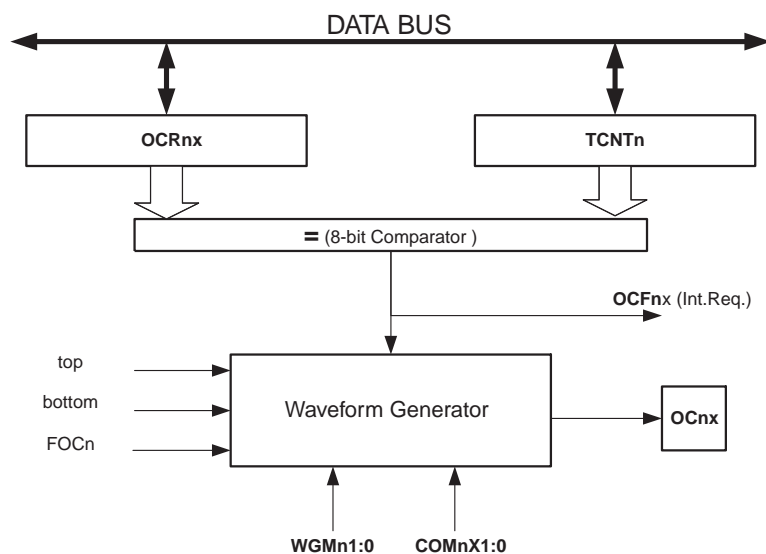 DATA BUS
OCRnx
TCNTn
= (8-bit Comparator )
OCFnx (Int.Req.)
top
bottom
FOCn
Waveform Generator
OCnx
WGMn1:0
COMnX1:0